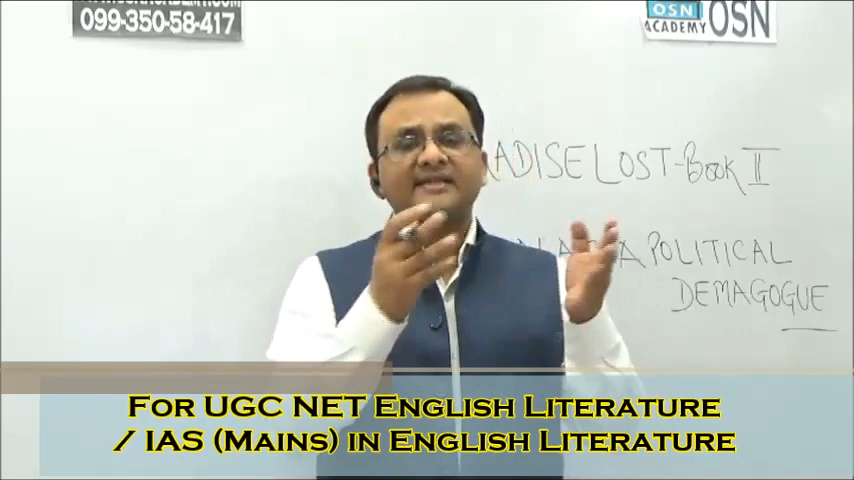 099-350-58-417
OSN
ACADEMY
OSN
ADISE LOST-Book II
A POLITICAL
DEMAGOGUE
For UGC NET English Literature
/ IAS (Mains) in English Literature